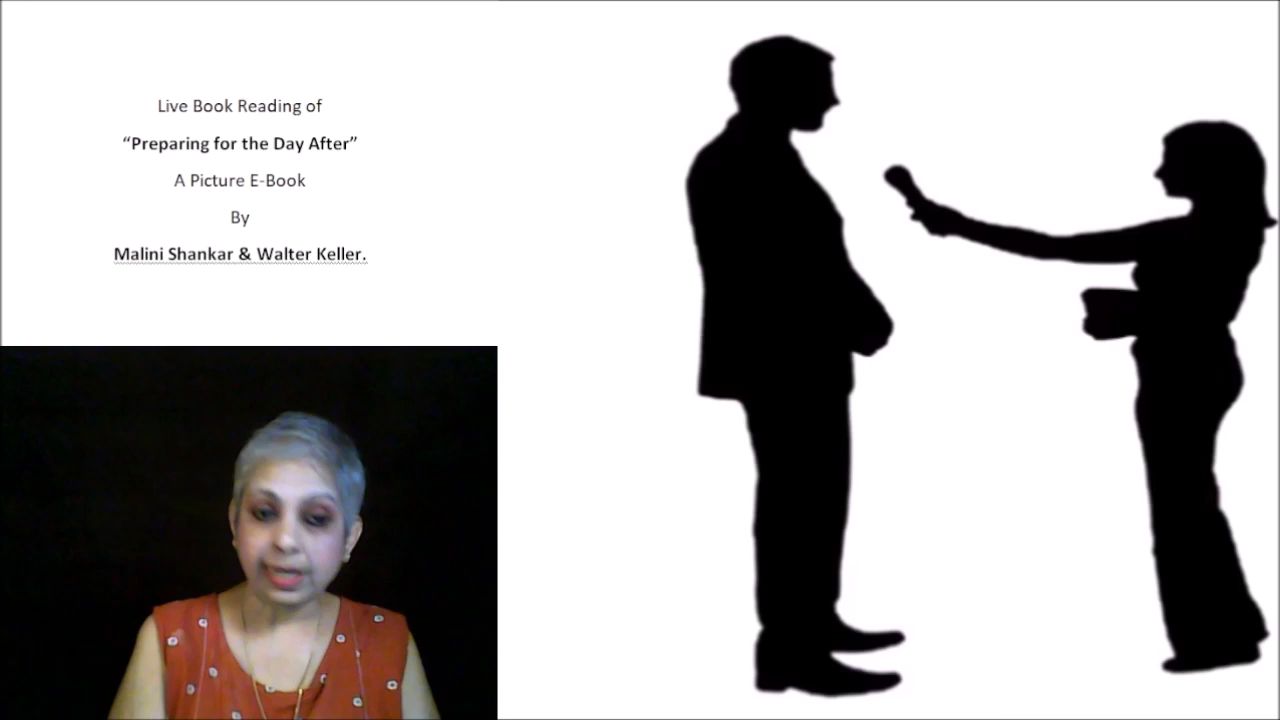 Live Book Reading of
“Preparing for the Day After”
A Picture E-Book
By
Malini Shankar & Walter Keller.